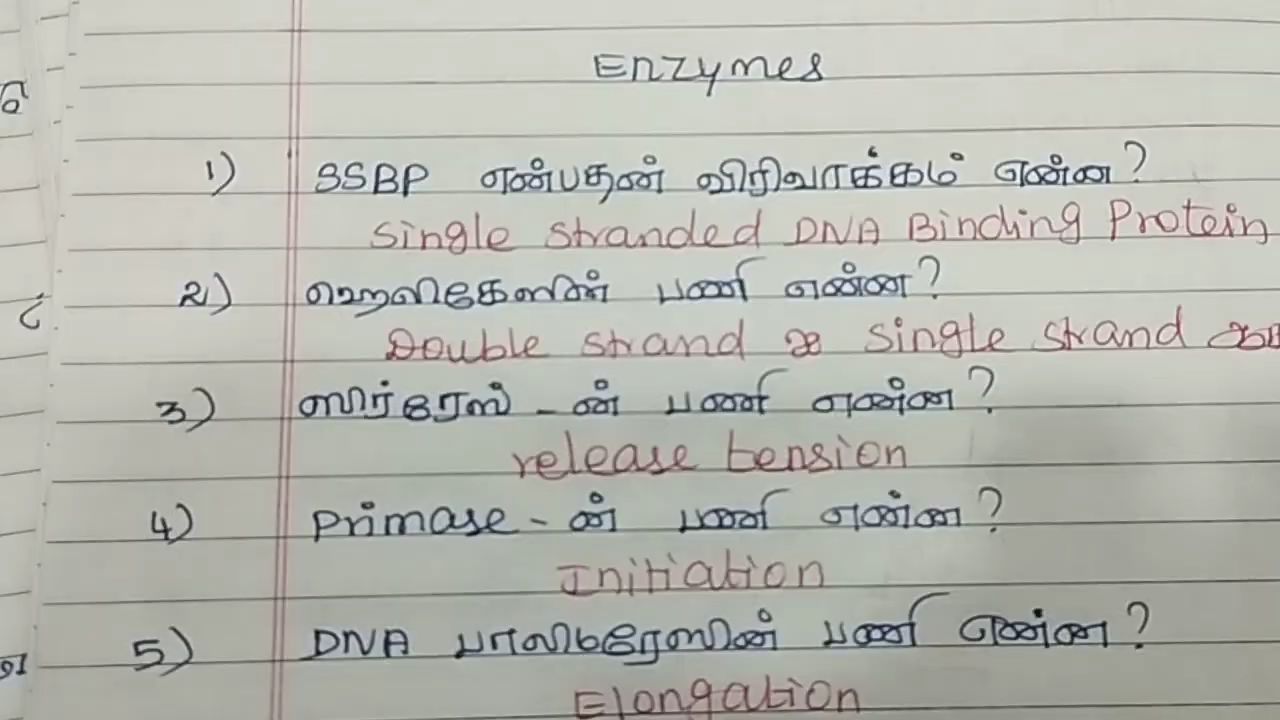 Enzymes
1) SSBP என்பதன் விரிவாக்கம் என்ன?
Single stranded DNA Binding Protein
2) ஹெலிகேஸின் பணி என்ன?
Double strand ஐ single strand
3) -ன் பணி என்ன?
release tension
4) Primase-ன் பணி என்ன?
Initiation
5) DNA பாலிமரேஸின் பணி என்ன?
Elongation